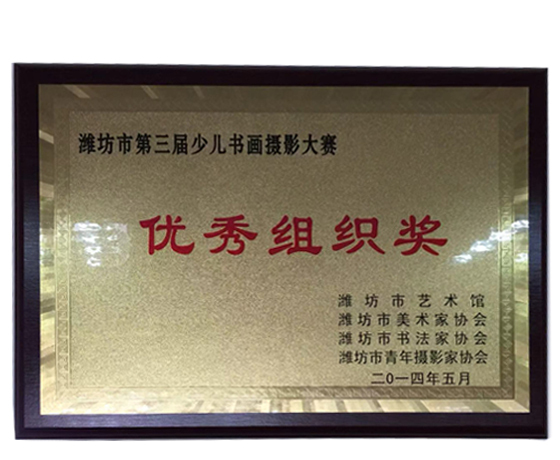 潍坊市第三届少儿书画摄影大赛
优秀组织奖
潍坊市艺术馆
潍坊市美术家协会
潍坊市书法家协会
潍坊市青年摄影家协会
二0一四年五月